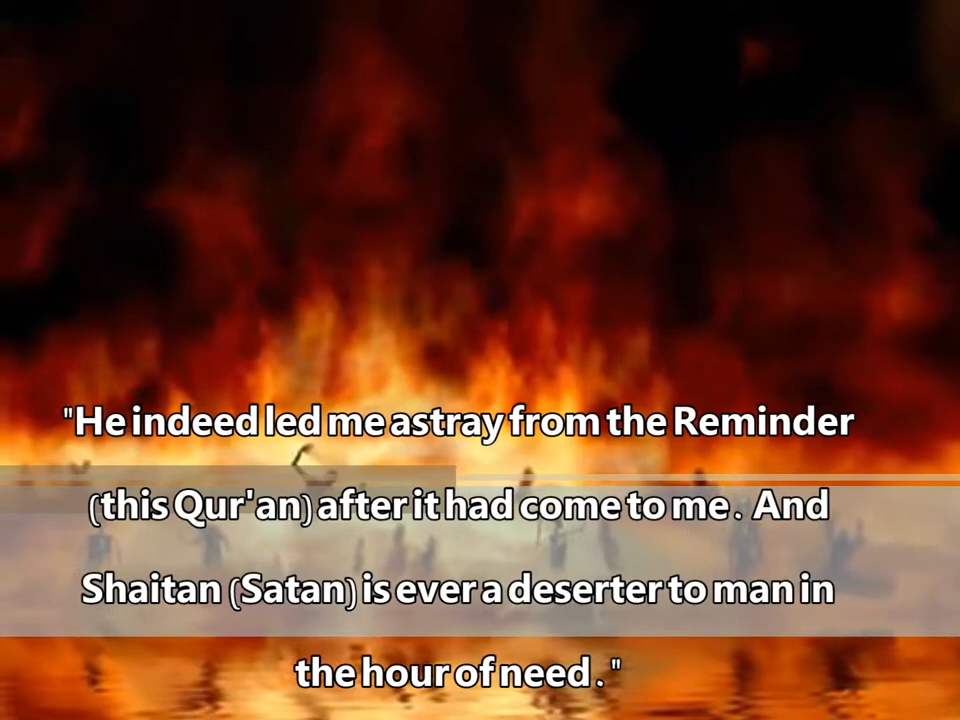 "He indeed led me astray from the Reminder
(this Qur'an) after it had come to me. And
Shaitan (Satan) is ever a deserter to man in
the hour of need."